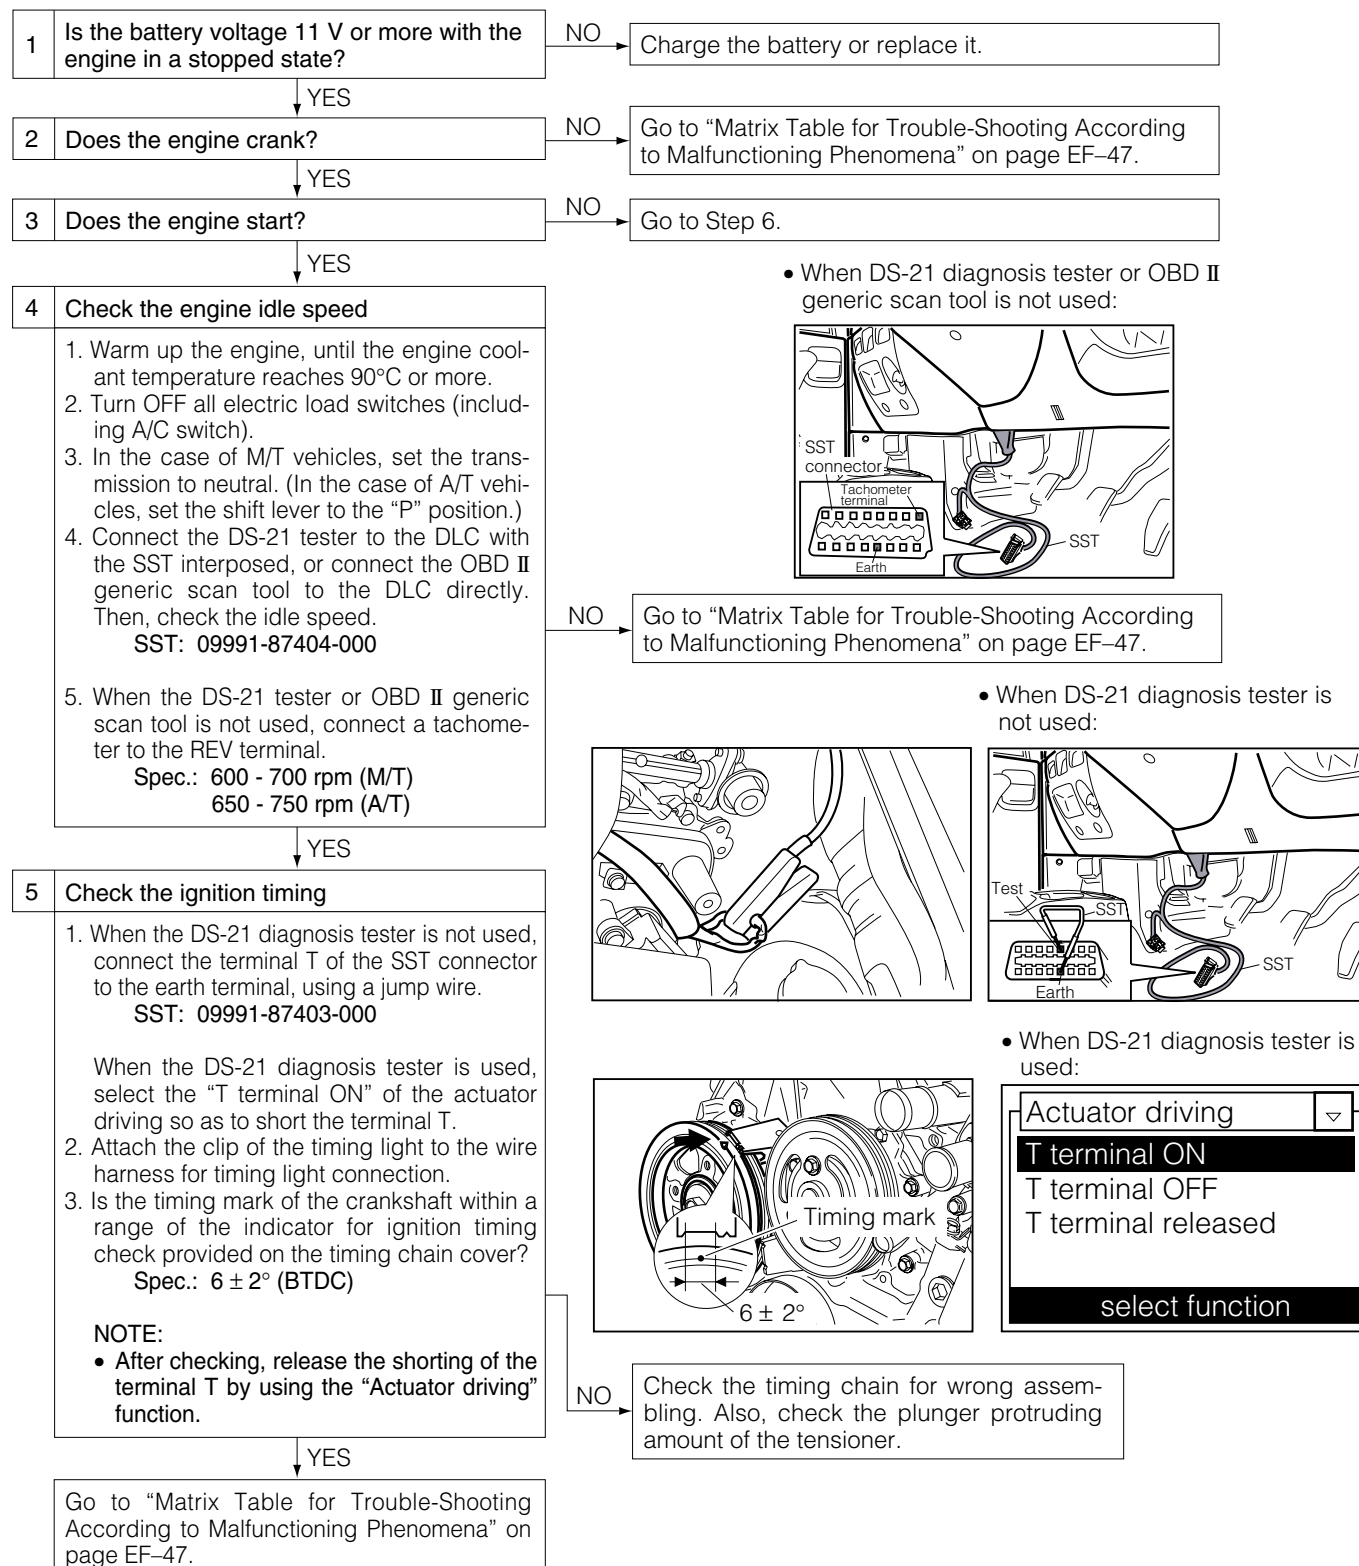 1
Is the battery voltage 11 V or more with the
engine in a stopped state?
NO
Charge the battery or replace it.
YES
2
Does the engine crank?
NO
Go to “Matrix Table for Trouble-Shooting According
to Malfunctioning Phenomena” on page EF–47.
YES
3
Does the engine start?
NO
Go to Step 6.
YES
4
Check the engine idle speed
1. Warm up the engine, until the engine cool-
ant temperature reaches 90°C or more.
2. Turn OFF all electric load switches (includ-
ing A/C switch).
3. In the case of M/T vehicles, set the trans-
mission to neutral. (In the case of A/T vehi-
cles, set the shift lever to the “P” position.)
4. Connect the DS-21 tester to the DLC with
the SST interposed, or connect the OBD II
generic scan tool to the DLC directly.
Then, check the idle speed.
SST: 09991-87404-000
5. When the DS-21 tester or OBD II generic
scan tool is not used, connect a tachome-
ter to the REV terminal.
Spec.: 600 - 700 rpm (M/T)
650 - 750 rpm (A/T)
• When DS-21 diagnosis tester or OBD II
generic scan tool is not used:
SST
connector
Tachometer
terminal
Earth
SST
NO
Go to “Matrix Table for Trouble-Shooting According
to Malfunctioning Phenomena” on page EF–47.
YES
5
Check the ignition timing
1. When the DS-21 diagnosis tester is not used,
connect the terminal T of the SST connector
to the earth terminal, using a jump wire.
SST: 09991-87403-000
When the DS-21 diagnosis tester is used,
select the “T terminal ON” of the actuator
driving so as to short the terminal T.
2. Attach the clip of the timing light to the wire
harness for timing light connection.
3. Is the timing mark of the crankshaft within a
range of the indicator for ignition timing
check provided on the timing chain cover?
Spec.: 6 ± 2° (BTDC)
NOTE:
• After checking, release the shorting of the
terminal T by using the “Actuator driving”
function.
• When DS-21 diagnosis tester is
not used:
Test
SST
Earth
SST
• When DS-21 diagnosis tester is
used:
Actuator driving
T terminal ON
T terminal OFF
T terminal released
select function
Timing mark
6 ± 2°
NO
Check the timing chain for wrong assem-
bling. Also, check the plunger protruding
amount of the tensioner.
YES
Go to “Matrix Table for Trouble-Shooting
According to Malfunctioning Phenomena” on
page EF–47.